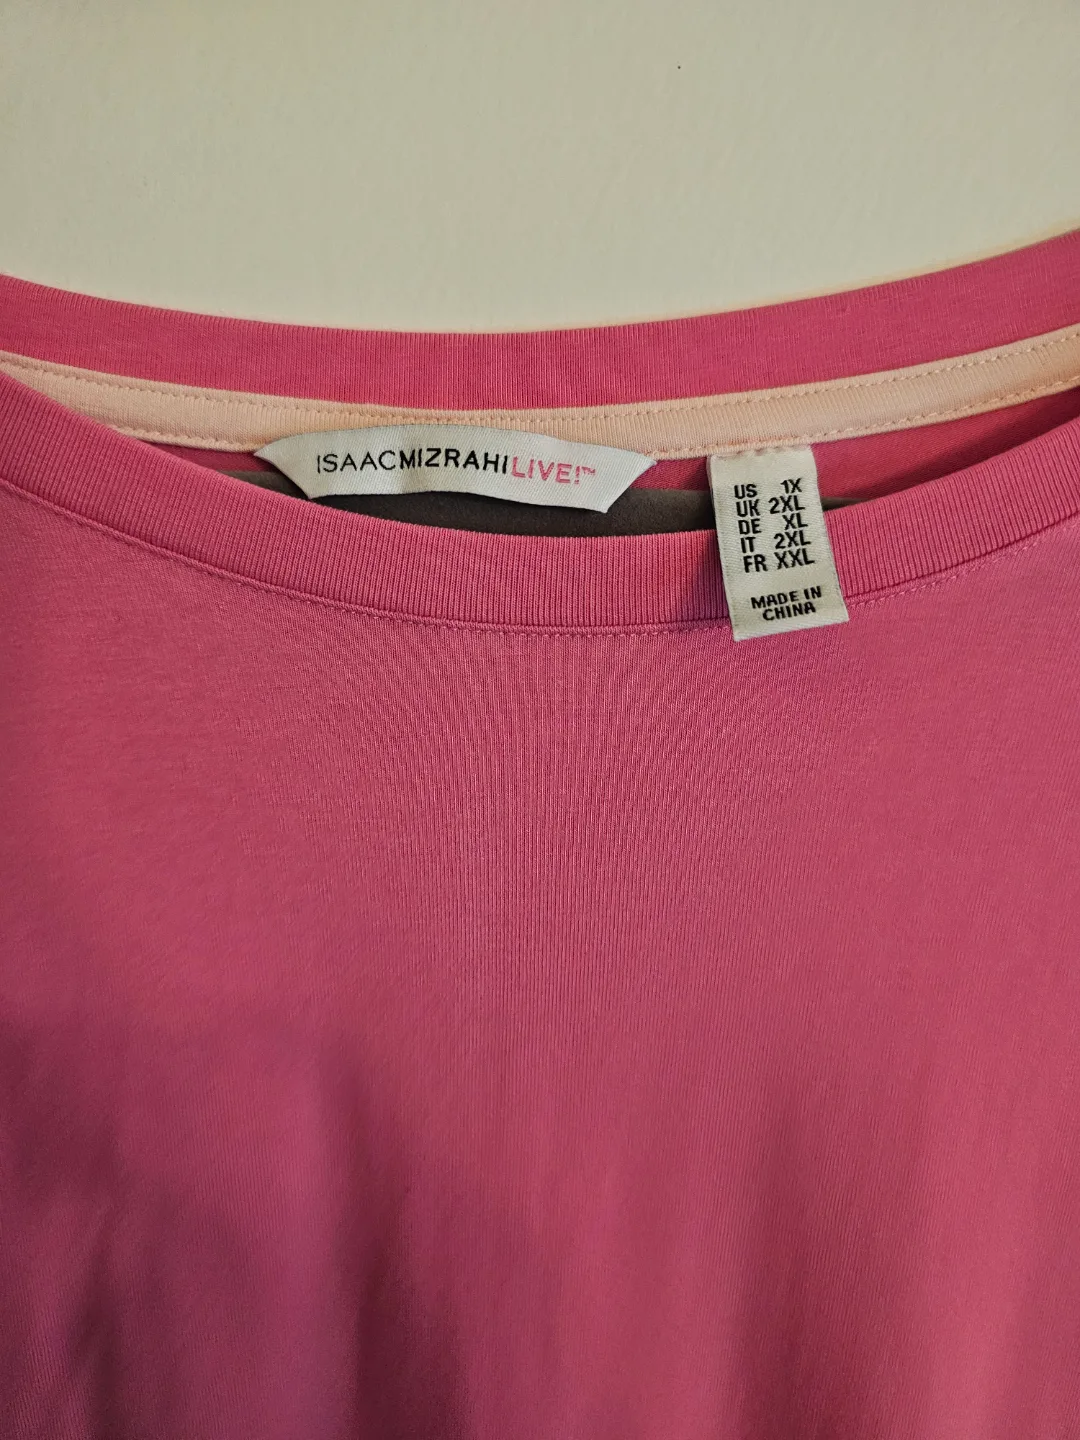 ISAACMIZRAHILIVE!™
US 1X
UK 2XL
DE XL
IT 2XL
FR XXL
MADE IN
CHINA